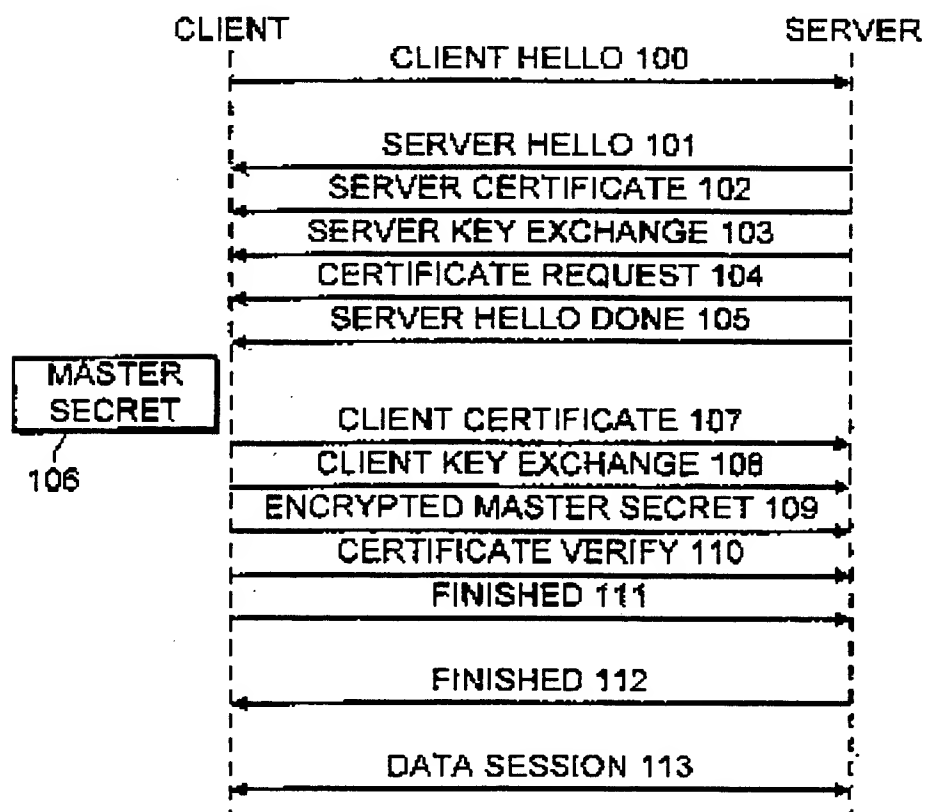 CLIENT SERVER
CLIENT HELLO 100
SERVER HELLO 101
SERVER CERTIFICATE 102
SERVER KEY EXCHANGE 103
CERTIFICATE REQUEST 104
SERVER HELLO DONE 105
MASTER
SECRET
106
CLIENT CERTIFICATE 107
CLIENT KEY EXCHANGE 108
ENCRYPTED MASTER SECRET 109
CERTIFICATE VERIFY 110
FINISHED 111
FINISHED 112
DATA SESSION 113